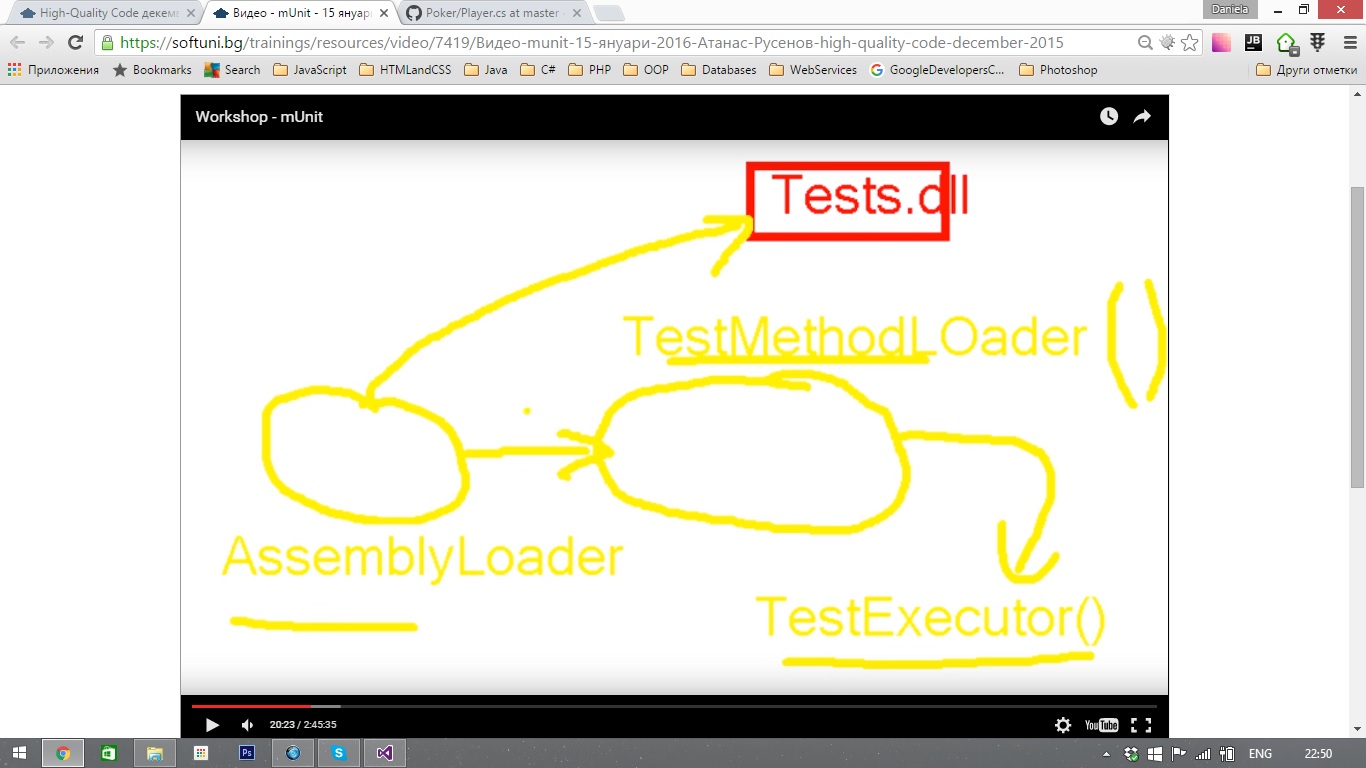 High-Quality Code декемв
Видео - mUnit - 15 януари
Poker/Player.cs at master
Daniela
https://softuni.bg/trainings/resources/video/7419/Видео-munit-15-януари-2016-Атанас-Русенов-high-quality-code-december-2015
Приложения
Bookmarks
Search
JavaScript
HTMLandCSS
Java
C#
PHP
OOP
Databases
WebServices
GoogleDevelopersC...
Photoshop
Други отметки
Workshop - mUnit
Tests.dll
TestMethodLOader ()
AssemblyLoader
TestExecutor()
20:23 / 2:45:35
YouTube
ENG
22:50